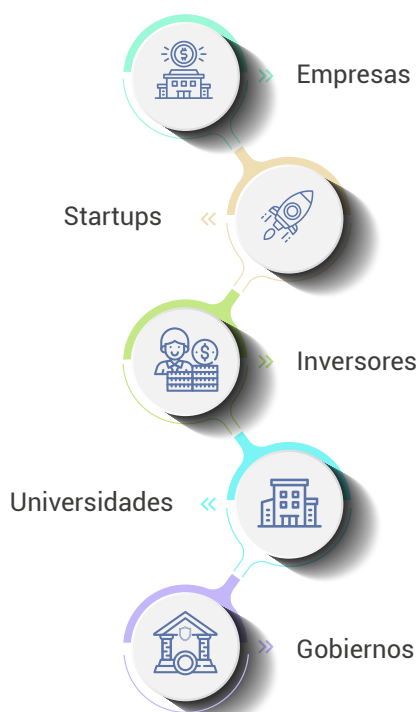 Empresas
Startups
Inversores
Universidades
Gobiernos